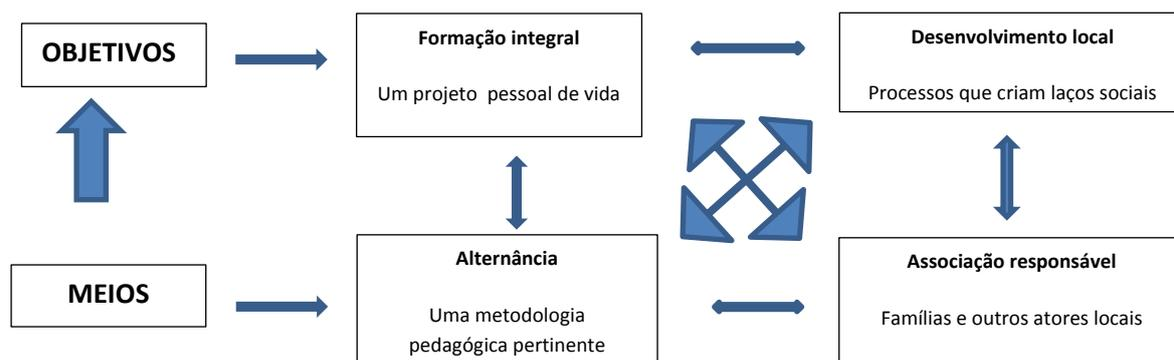 OBJETIVOS
Formação integral
Um projeto pessoal de vida
Desenvolvimento local
Processos que criam laços sociais
MEIOS
Alternância
Uma metodologia
pedagógica pertinente
Associação responsável
Famílias e outros atores locais